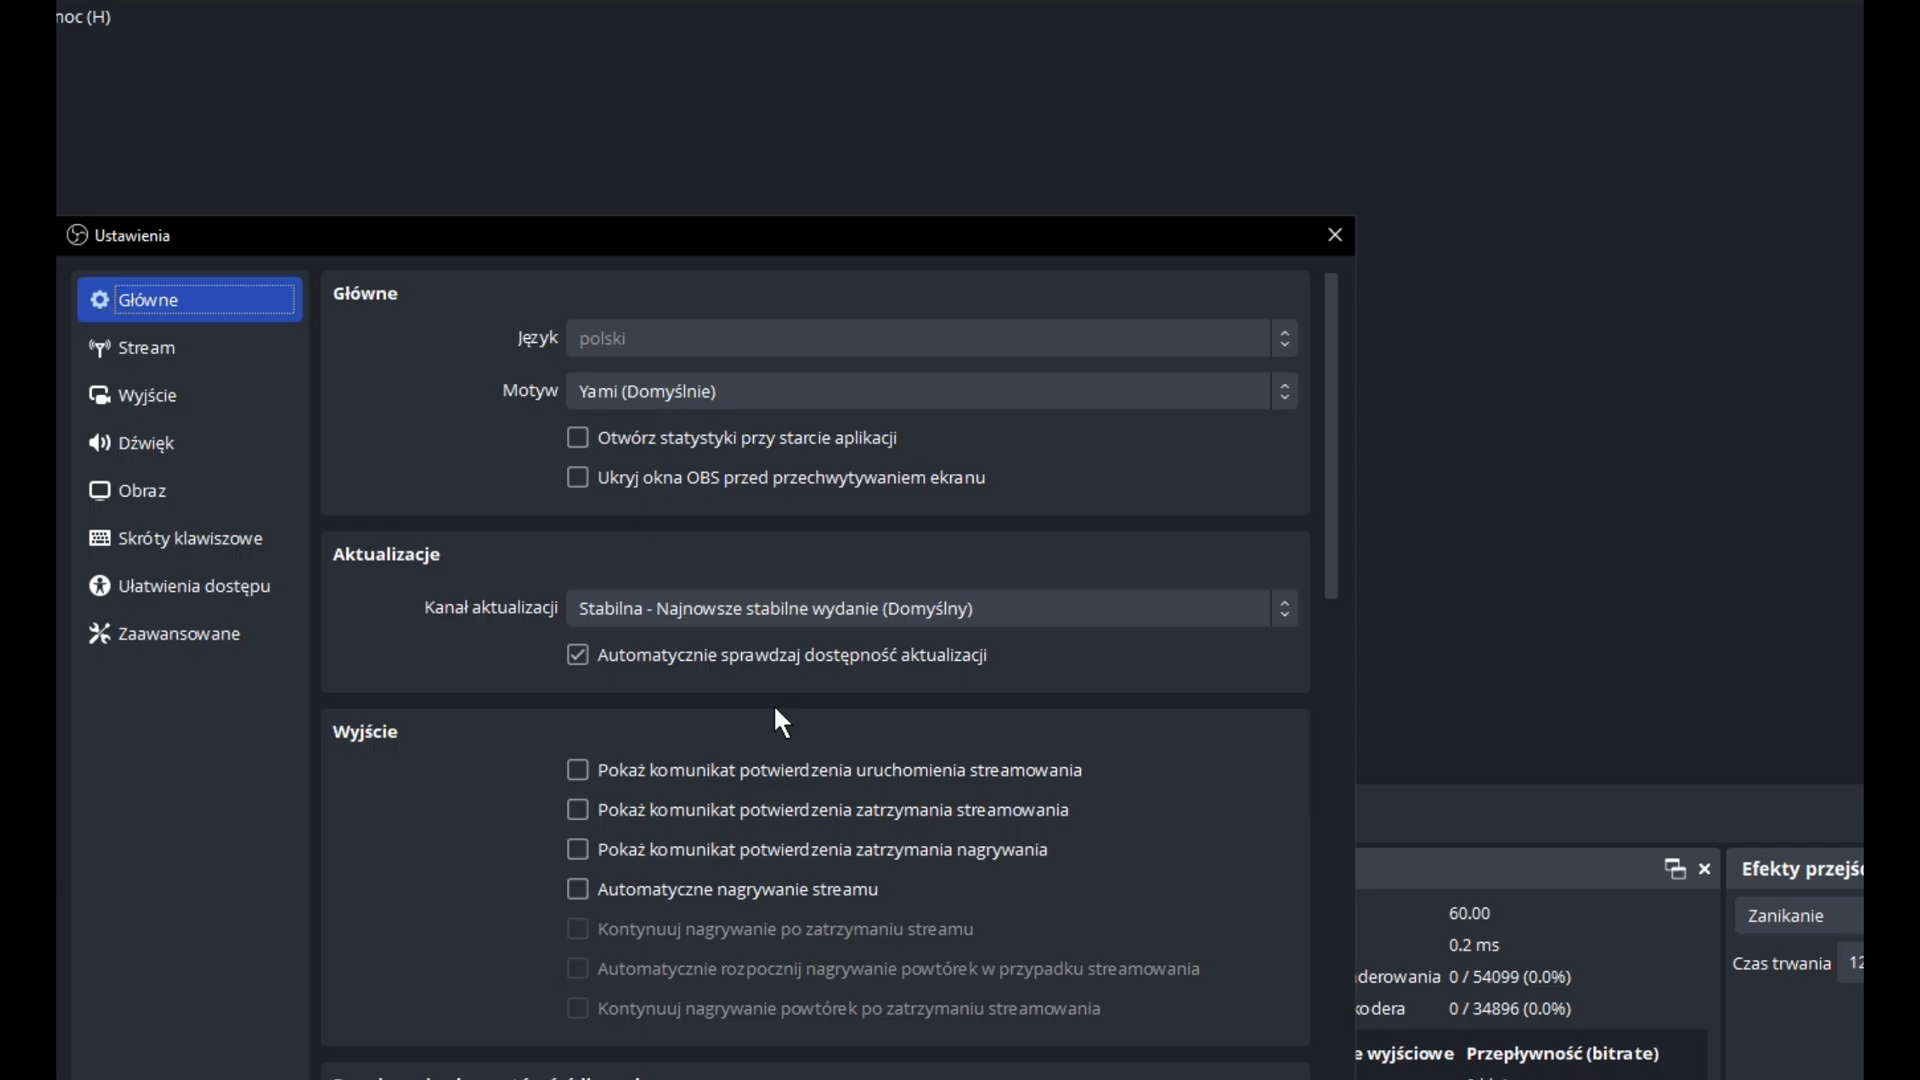 moc (H)
Ustawienia
Główne
Stream
Wyjście
Dźwięk
Obraz
Skróty klawiszowe
Ułatwienia dostępu
Zaawansowane
Główne
Język polski
Motyw Yami (Domyślnie)
Otwórz statystyki przy starcie aplikacji
Ukryj okna OBS przed przechwytywaniem ekranu
Aktualizacje
Kanał aktualizacji Stabilna - Najnowsze stabilne wydanie (Domyślny)
Automatycznie sprawdzaj dostępność aktualizacji
Wyjście
Pokaż komunikat potwierdzenia uruchomienia streamowania
Pokaż komunikat potwierdzenia zatrzymania streamowania
Pokaż komunikat potwierdzenia zatrzymania nagrywania
Automatyczne nagrywanie streamu
Kontynuuj nagrywanie po zatrzymaniu streamu
Automatycznie rozpocznij nagrywanie powtórek w przypadku streamowania
Kontynuuj nagrywanie powtórek po zatrzymaniu streamowania
60.00
0.2 ms
derowania 0 / 54099 (0.0%)
kodera 0 / 34896 (0.0%)
e wyjściowe Przepływność (bitrate)
Efekty przejśc
Zanikanie
Czas trwania 12